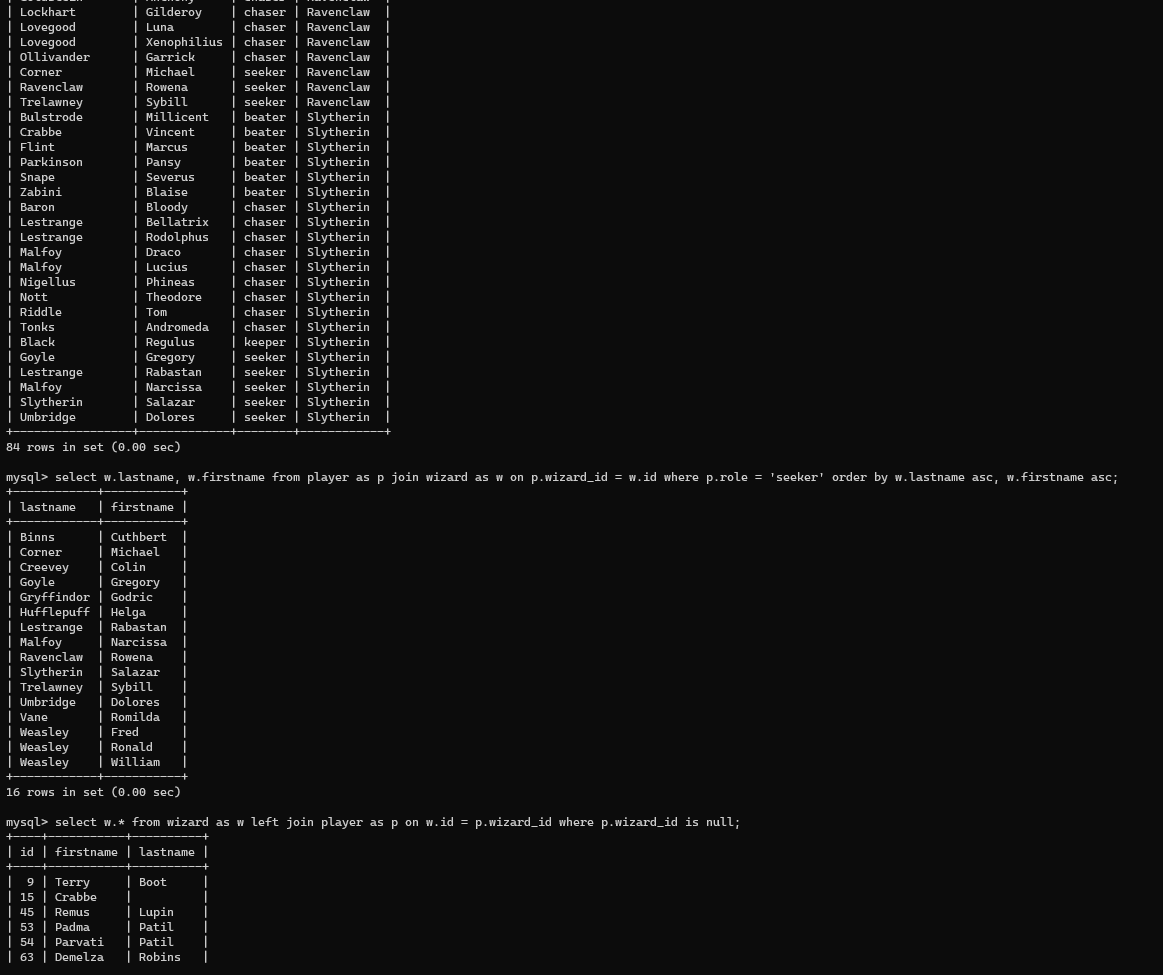 | Lockhart        | Gilderoy    | chaser | Ravenclaw  |
| Lovegood        | Luna        | chaser | Ravenclaw  |
| Lovegood        | Xenophilius | chaser | Ravenclaw  |
| Ollivander      | Garrick     | chaser | Ravenclaw  |
| Corner          | Michael     | seeker | Ravenclaw  |
| Ravenclaw       | Rowena      | seeker | Ravenclaw  |
| Trelawney       | Sybill      | seeker | Ravenclaw  |
| Bulstrode       | Millicent   | beater | Slytherin  |
| Crabbe          | Vincent     | beater | Slytherin  |
| Flint           | Marcus      | beater | Slytherin  |
| Parkinson       | Pansy       | beater | Slytherin  |
| Snape           | Severus     | beater | Slytherin  |
| Zabini          | Blaise      | beater | Slytherin  |
| Baron           | Bloody      | chaser | Slytherin  |
| Lestrange       | Bellatrix   | chaser | Slytherin  |
| Lestrange       | Rodolphus   | chaser | Slytherin  |
| Malfoy          | Draco       | chaser | Slytherin  |
| Malfoy          | Lucius      | chaser | Slytherin  |
| Nigellus        | Phineas     | chaser | Slytherin  |
| Nott            | Theodore    | chaser | Slytherin  |
| Riddle          | Tom         | chaser | Slytherin  |
| Tonks           | Andromeda   | chaser | Slytherin  |
| Black           | Regulus     | keeper | Slytherin  |
| Goyle           | Gregory     | seeker | Slytherin  |
| Lestrange       | Rabastan    | seeker | Slytherin  |
| Malfoy          | Narcissa    | seeker | Slytherin  |
| Slytherin       | Salazar     | seeker | Slytherin  |
| Umbridge        | Dolores     | seeker | Slytherin  |
+-----------------+-------------+--------+------------+
84 rows in set (0.00 sec)
mysql> select w.lastname, w.firstname from player as p join wizard as w on p.wizard_id = w.id where p.role = 'seeker' order by w.lastname asc, w.firstname asc;
+------------+-----------+
| lastname   | firstname |
+------------+-----------+
| Binns      | Cuthbert  |
| Corner     | Michael   |
| Creevey    | Colin     |
| Goyle      | Gregory   |
| Gryffindor | Godric    |
| Hufflepuff | Helga     |
| Lestrange  | Rabastan  |
| Malfoy     | Narcissa  |
| Ravenclaw  | Rowena    |
| Slytherin  | Salazar   |
| Trelawney  | Sybill    |
| Umbridge   | Dolores   |
| Vane       | Romilda   |
| Weasley    | Fred      |
| Weasley    | Ronald    |
| Weasley    | William   |
+------------+-----------+
16 rows in set (0.00 sec)
mysql> select w.* from wizard as w left join player as p on w.id = p.wizard_id where p.wizard_id is null;
+----+-----------+----------+
| id | firstname | lastname |
+----+-----------+----------+
|  9 | Terry     | Boot     |
| 15 | Crabbe    |          |
| 45 | Remus     | Lupin    |
| 53 | Padma     | Patil    |
| 54 | Parvati   | Patil    |
| 63 | Demelza   | Robins   |